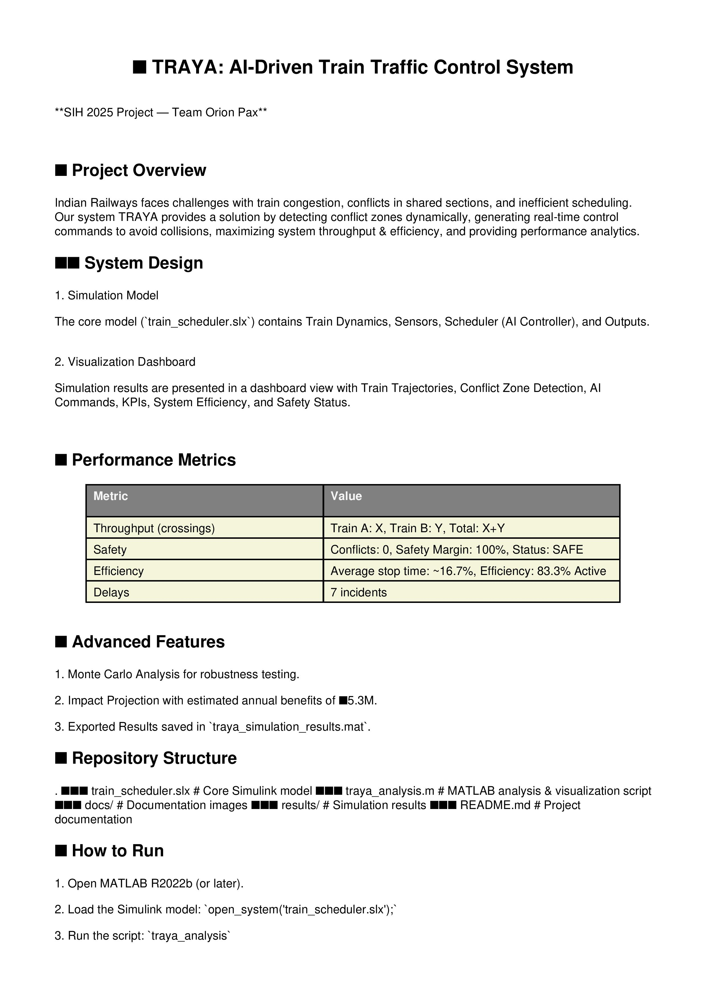 ■ TRAYA: AI-Driven Train Traffic Control System
**SIH 2025 Project — Team Orion Pax**
■ Project Overview
Indian Railways faces challenges with train congestion, conflicts in shared sections, and inefficient scheduling.
Our system TRAYA provides a solution by detecting conflict zones dynamically, generating real-time control
commands to avoid collisions, maximizing system throughput & efficiency, and providing performance analytics.
■■ System Design
1. Simulation Model
The core model (`train_scheduler.slx`) contains Train Dynamics, Sensors, Scheduler (AI Controller), and Outputs.
2. Visualization Dashboard
Simulation results are presented in a dashboard view with Train Trajectories, Conflict Zone Detection, AI
Commands, KPIs, System Efficiency, and Safety Status.
■ Performance Metrics
Metric Value
Throughput (crossings) Train A: X, Train B: Y, Total: X+Y
Safety Conflicts: 0, Safety Margin: 100%, Status: SAFE
Efficiency Average stop time: ~16.7%, Efficiency: 83.3% Active
Delays 7 incidents
■ Advanced Features
1. Monte Carlo Analysis for robustness testing.
2. Impact Projection with estimated annual benefits of ■5.3M.
3. Exported Results saved in `traya_simulation_results.mat`.
■ Repository Structure
. ■■■ train_scheduler.slx # Core Simulink model ■■■ traya_analysis.m # MATLAB analysis & visualization script
■■■ docs/ # Documentation images ■■■ results/ # Simulation results ■■■ README.md # Project
documentation
■ How to Run
1. Open MATLAB R2022b (or later).
2. Load the Simulink model: `open_system('train_scheduler.slx');`
3. Run the script: `traya_analysis`